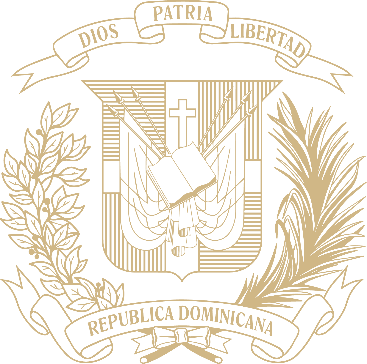 DIOS PATRIA LIBERTAD
REPUBLICA DOMINICANA